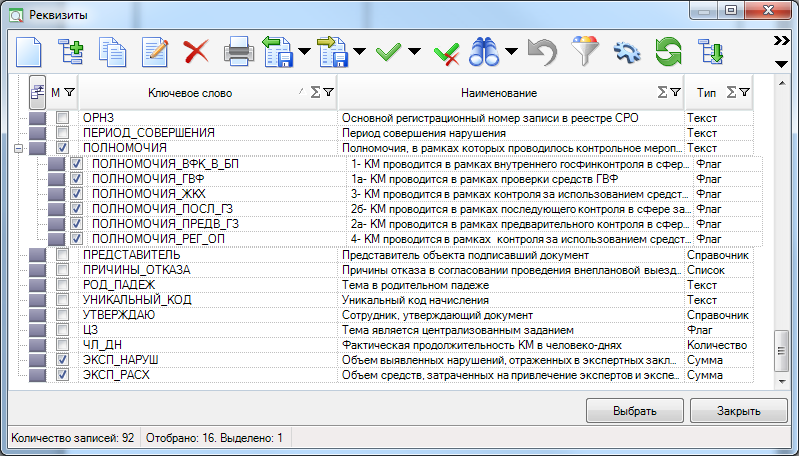 Реквизиты
М Ключевое слово Наименование Тип
ОРНЗ Основной регистрационный номер записи в реестре СРО Текст
ПЕРИОД_СОВЕРШЕНИЯ Период совершения нарушения Текст
ПОЛНОМОЧИЯ Полномочия, в рамках которых проводилось контрольное мероп... Текст
ПОЛНОМОЧИЯ_ВФК_В_БП 1- КМ проводится в рамках внутреннего госфинконтроля в сфер... Флаг
ПОЛНОМОЧИЯ_ГВФ 1а- КМ проводится в рамках проверки средств ГВФ Флаг
ПОЛНОМОЧИЯ_ЖКХ 3- КМ проводится в рамках контроля за использованием средст... Флаг
ПОЛНОМОЧИЯ_ПОСЛ_ГЗ 2б- КМ проводится в рамках последующего контроля в сфере за... Флаг
ПОЛНОМОЧИЯ_ПРЕДВ_ГЗ 2а- КМ проводится в рамках предварительного контроля в сфер... Флаг
ПОЛНОМОЧИЯ_РЕГ_ОП 4- КМ проводится в рамках контроля за использованием средст... Флаг
ПРЕДСТАВИТЕЛЬ Представитель объекта подписавший документ Справочник
ПРИЧИНЫ_ОТКАЗА Причины отказа в согласовании проведения внеплановой выезд... Список
РОД_ПАДЕЖ Тема в родительном падеже Текст
УНИКАЛЬНЫЙ_КОД Уникальный код начисления Текст
УТВЕРЖДАЮ Сотрудник, утверждающий документ Справочник
ЦЗ Тема является централизованным заданием Флаг
ЧЛ_ДН Фактическая продолжительность КМ в человеко-днях Количество
ЭКСП_НАРУШ Объем выявленных нарушений, отраженных в экспертных закл... Сумма
ЭКСП_РАСХ Объем средств, затраченных на привлечение экспертов и экспе... Сумма
Выбрать Закрыть
Количество записей: 92 Отобрано: 16. Выделено: 1